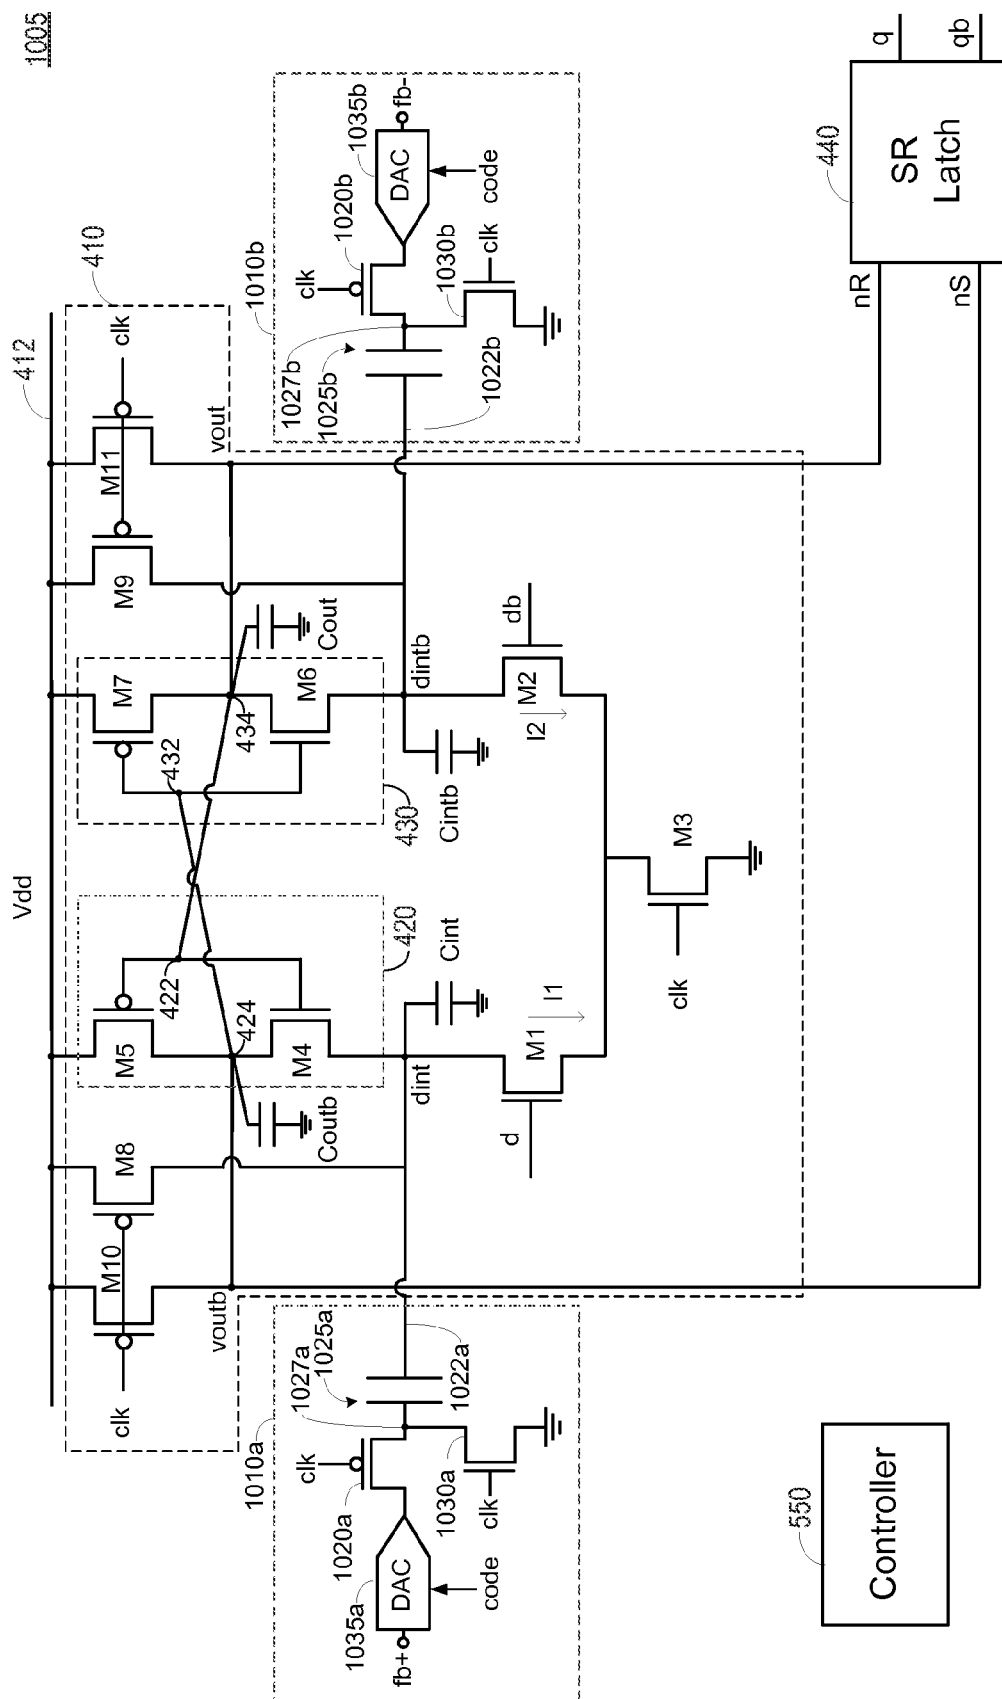 1005
Vdd
412
410
clk
M10
M8
M5
M7
M9
M11
clk
422
432
voutb
424
M4
434
M6
vout
Coutb
Cout
420
430
dint
dintb
Cint
Cintb
d
M1
I1
M2
I2
db
clk
M3
1010a
fb+
1035a
DAC
code
1020a
clk
1027a
1025a
1022a
1030a
clk
1010b
clk
1020b
1035b
DAC
fb-
code
1027b
1025b
1022b
1030b
clk
550
Controller
nR
nS
440
SR
Latch
q
qb